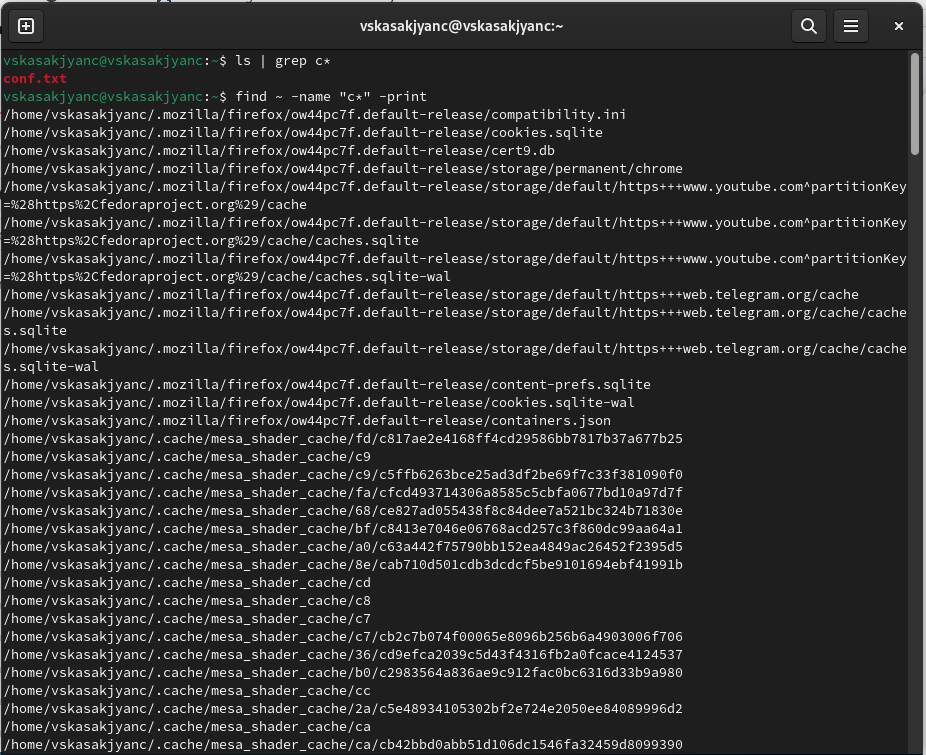 vskasakjyanc@vskasakjyanc:~
vskasakjyanc@vskasakjyanc:~$ ls | grep c*
conf.txt
vskasakjyanc@vskasakjyanc:~$ find ~ -name "c*" -print
/home/vskasakjyanc/.mozilla/firefox/ow44pc7f.default-release/compatibility.ini
/home/vskasakjyanc/.mozilla/firefox/ow44pc7f.default-release/cookies.sqlite
/home/vskasakjyanc/.mozilla/firefox/ow44pc7f.default-release/cert9.db
/home/vskasakjyanc/.mozilla/firefox/ow44pc7f.default-release/storage/permanent/chrome
/home/vskasakjyanc/.mozilla/firefox/ow44pc7f.default-release/storage/default/https+++www.youtube.com^partitionKey
=%28https%2Cfedoraproject.org%29/cache
/home/vskasakjyanc/.mozilla/firefox/ow44pc7f.default-release/storage/default/https+++www.youtube.com^partitionKey
=%28https%2Cfedoraproject.org%29/cache/caches.sqlite
/home/vskasakjyanc/.mozilla/firefox/ow44pc7f.default-release/storage/default/https+++www.youtube.com^partitionKey
=%28https%2Cfedoraproject.org%29/cache/caches.sqlite-wal
/home/vskasakjyanc/.mozilla/firefox/ow44pc7f.default-release/storage/default/https+++web.telegram.org/cache
/home/vskasakjyanc/.mozilla/firefox/ow44pc7f.default-release/storage/default/https+++web.telegram.org/cache/cache
s.sqlite
/home/vskasakjyanc/.mozilla/firefox/ow44pc7f.default-release/storage/default/https+++web.telegram.org/cache/cache
s.sqlite-wal
/home/vskasakjyanc/.mozilla/firefox/ow44pc7f.default-release/content-prefs.sqlite
/home/vskasakjyanc/.mozilla/firefox/ow44pc7f.default-release/cookies.sqlite-wal
/home/vskasakjyanc/.mozilla/firefox/ow44pc7f.default-release/containers.json
/home/vskasakjyanc/.cache/mesa_shader_cache/fd/c817ae2e4168ff4cd29586bb7817b37a677b25
/home/vskasakjyanc/.cache/mesa_shader_cache/c9
/home/vskasakjyanc/.cache/mesa_shader_cache/c9/c5ffb6263bce25ad3df2be69f7c33f381090f0
/home/vskasakjyanc/.cache/mesa_shader_cache/fa/cfcd493714306a8585c5cbfa0677bd10a97d7f
/home/vskasakjyanc/.cache/mesa_shader_cache/68/ce827ad055438f8c84dee7a521bc324b71830e
/home/vskasakjyanc/.cache/mesa_shader_cache/bf/c8413e7046e06768acd257c3f860dc99aa64a1
/home/vskasakjyanc/.cache/mesa_shader_cache/a0/c63a442f75790bb152ea4849ac26452f2395d5
/home/vskasakjyanc/.cache/mesa_shader_cache/8e/cab710d501cdb3dcdcf5be9101694ebf41991b
/home/vskasakjyanc/.cache/mesa_shader_cache/cd
/home/vskasakjyanc/.cache/mesa_shader_cache/c8
/home/vskasakjyanc/.cache/mesa_shader_cache/c7
/home/vskasakjyanc/.cache/mesa_shader_cache/c7/cb2c7b074f00065e8096b256b6a4903006f706
/home/vskasakjyanc/.cache/mesa_shader_cache/36/cd9efca2039c5d43f4316fb2a0fcace4124537
/home/vskasakjyanc/.cache/mesa_shader_cache/b0/c2983564a836ae9c912fac0bc6316d33b9a980
/home/vskasakjyanc/.cache/mesa_shader_cache/cc
/home/vskasakjyanc/.cache/mesa_shader_cache/2a/c5e48934105302bf2e724e2050ee84089996d2
/home/vskasakjyanc/.cache/mesa_shader_cache/ca
/home/vskasakjyanc/.cache/mesa_shader_cache/ca/cb42bbd0abb51d106dc1546fa32459d8099390